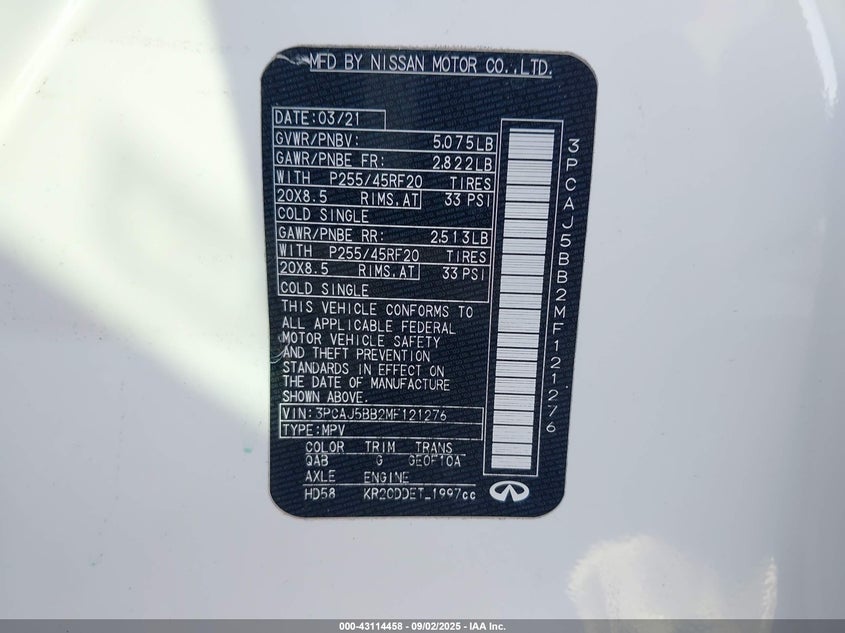 MFD BY NISSAN MOTOR CO.,LTD.
DATE:03/21
GVWR/PNBV: 5.075LB
GAWR/PNBE FR: 2.822LB
WITH P255/45RF20 TIRES
20X8.5 RIMS,AT 33 PSI
COLD SINGLE
GAWR/PNBE RR: 2.513LB
WITH P255/45RF20 TIRES
20X8.5 RIMS,AT 33 PSI
COLD SINGLE
THIS VEHICLE CONFORMS TO
ALL APPLICABLE FEDERAL
MOTOR VEHICLE SAFETY
AND THEFT PREVENTION
STANDARDS IN EFFECT ON
THE DATE OF MANUFACTURE
SHOWN ABOVE.
VIN:3PCAJ5BB2MF121276
TYPE:MPV
COLOR TRIM TRANS
QAB G GEOF10A
AXLE ENGINE
HD58 KR20DDET_1997cc
3PCAJ5BB2MF121276
000-43114458 - 09/02/2025 - IAA Inc.